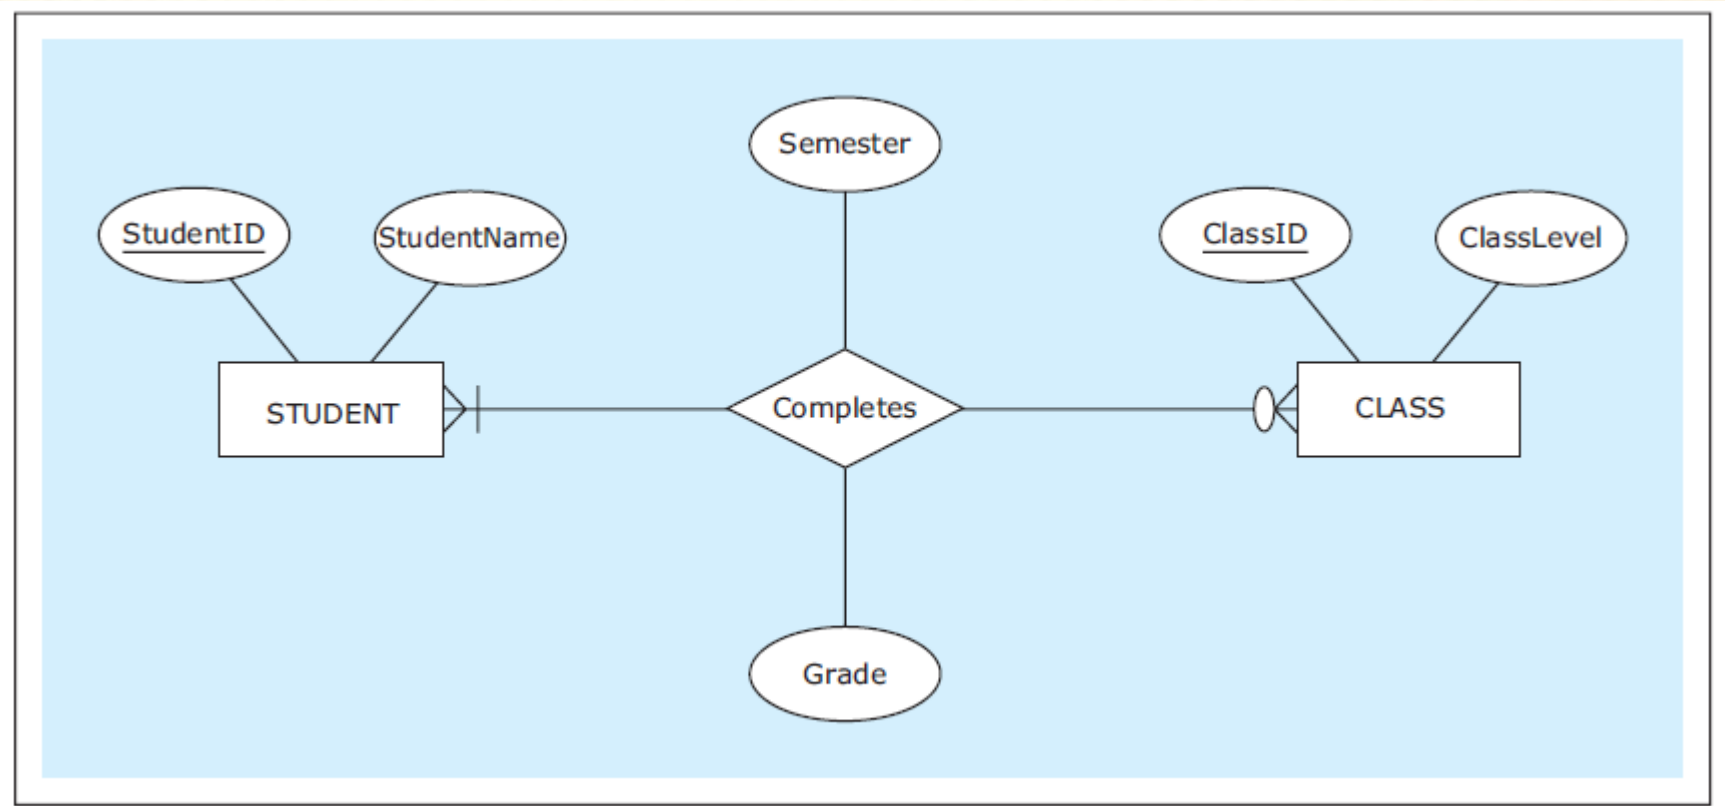 Semester
StudentID
StudentName
ClassID
ClassLevel
STUDENT
Completes
CLASS
Grade